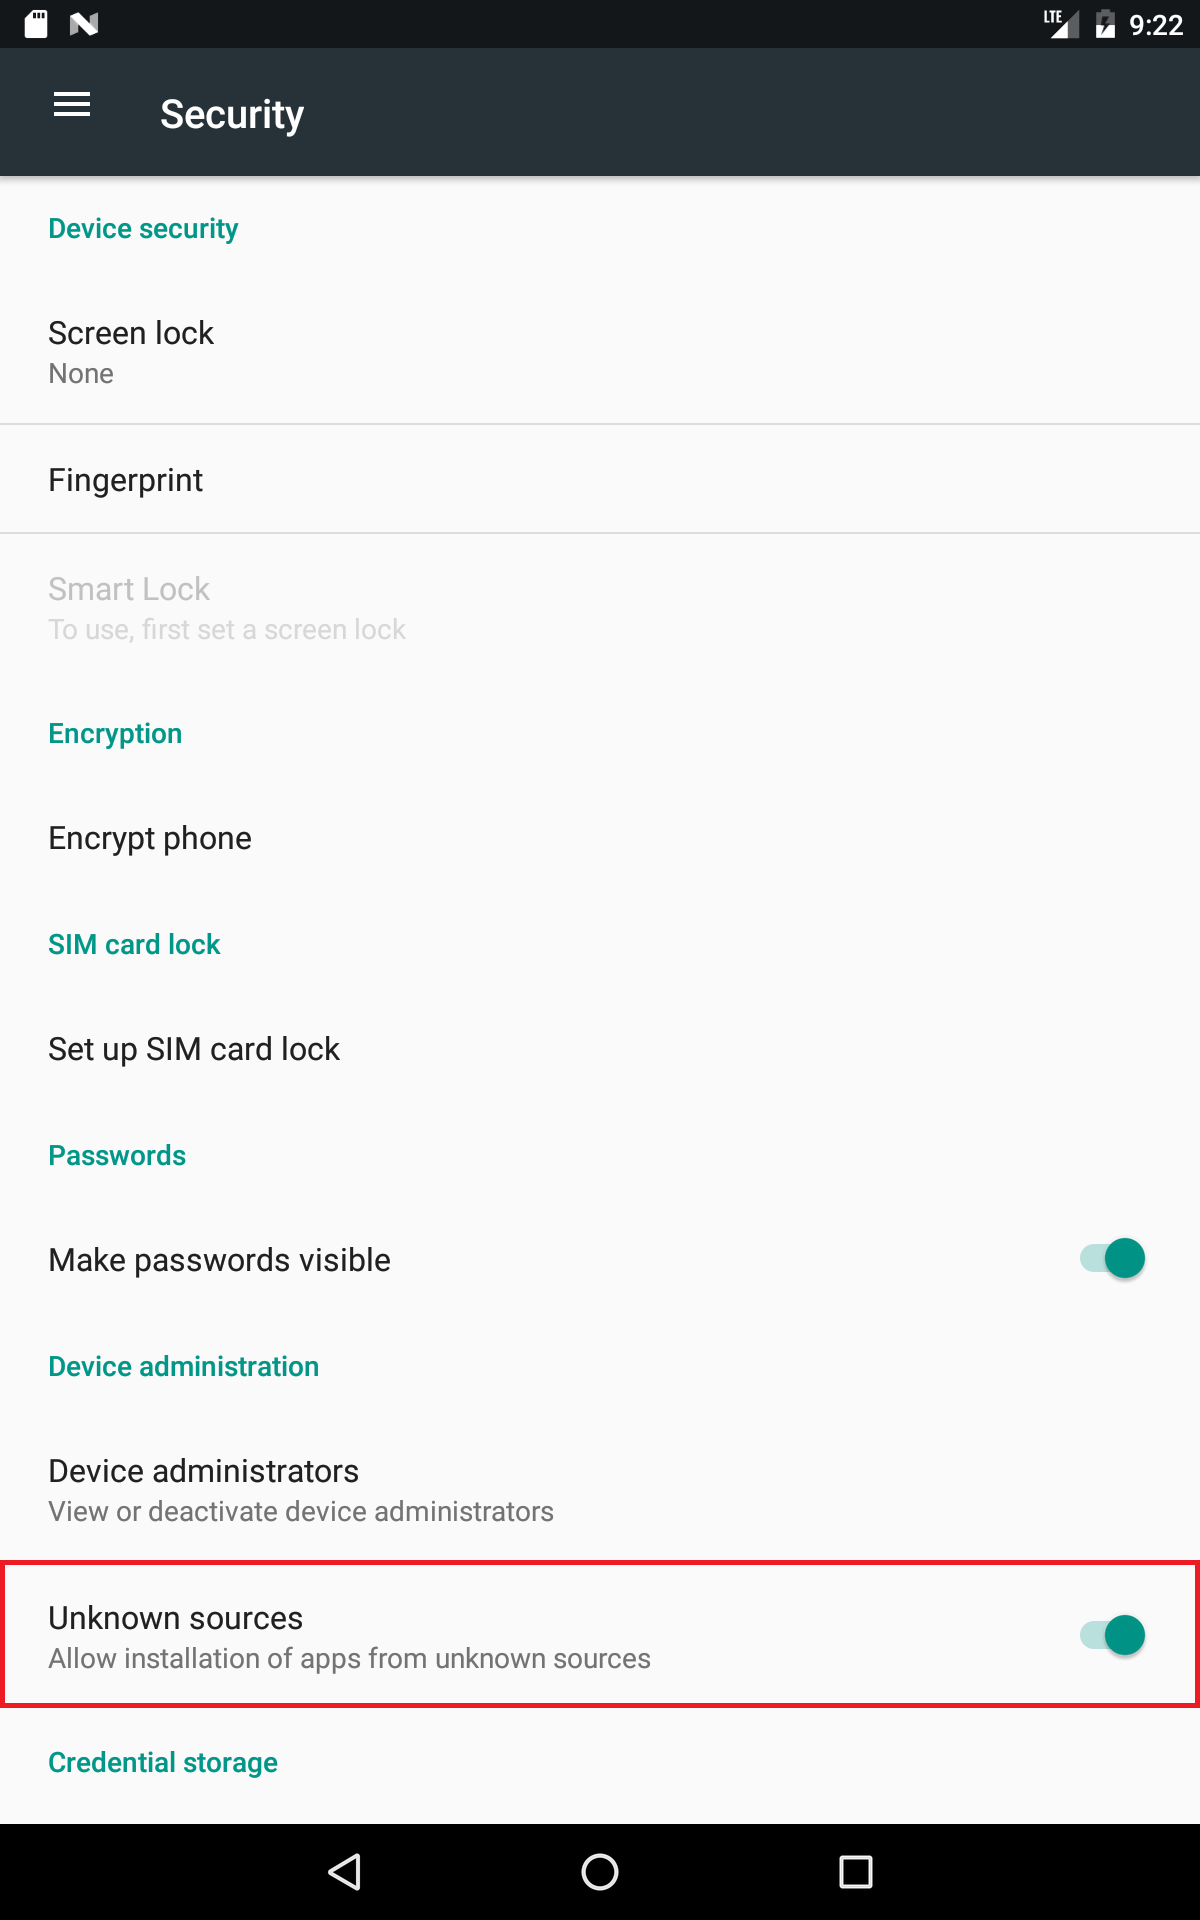 LTE 9:22
Security
Device security
Screen lock
None
Fingerprint
Smart Lock
To use, first set a screen lock
Encryption
Encrypt phone
SIM card lock
Set up SIM card lock
Passwords
Make passwords visible
Device administration
Device administrators
View or deactivate device administrators
Unknown sources
Allow installation of apps from unknown sources
Credential storage